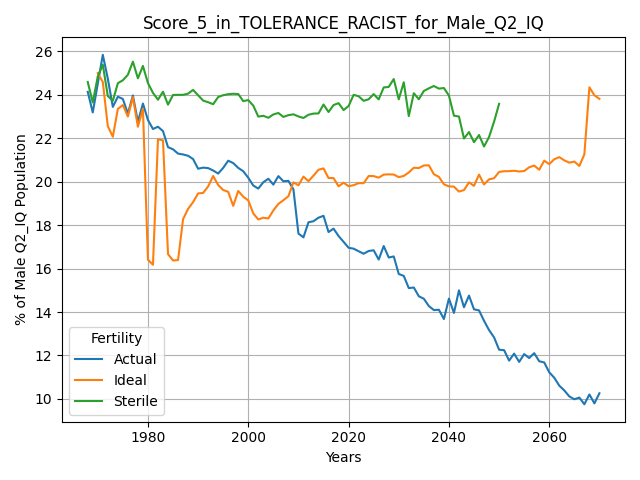 Score_5_in_TOLERANCE_RACIST_for_Male_Q2_IQ
% of Male Q2_IQ Population
26
24
22
20
18
16
14
12
10
Fertility
Actual
Ideal
Sterile
1980
2000
2020
2040
2060
Years